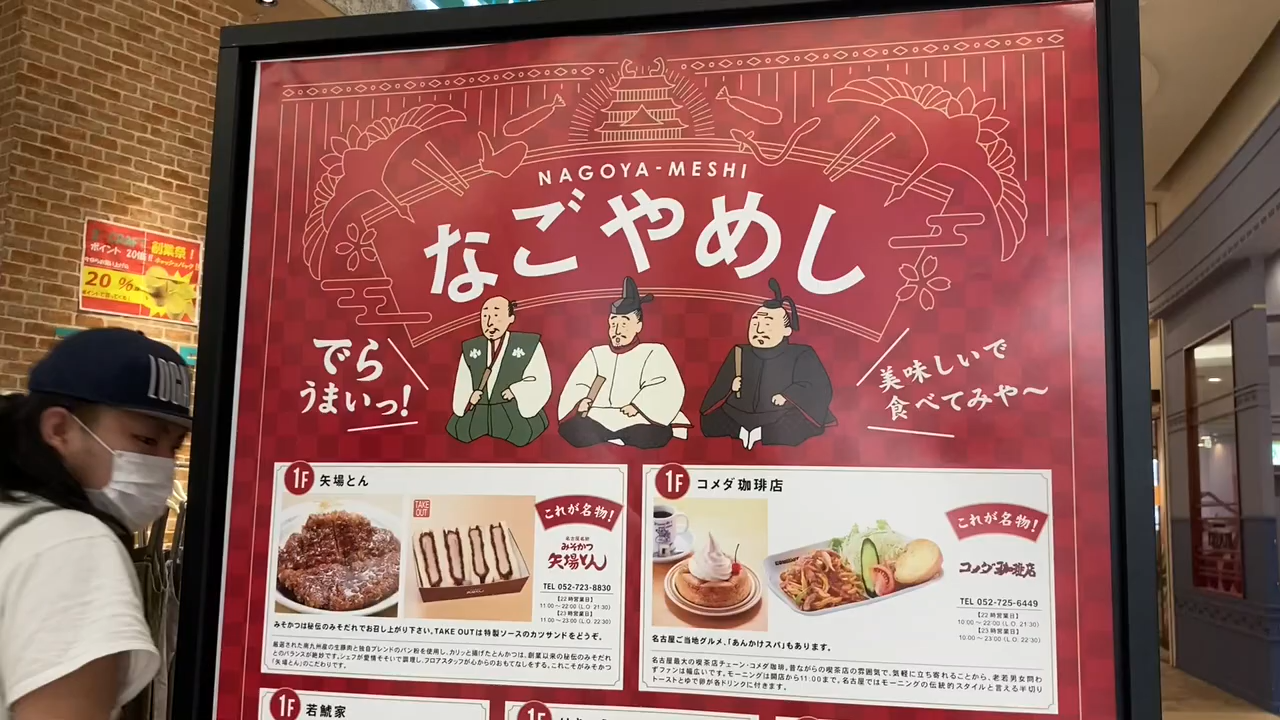 NAGOYA-MESHI
なごやめし
でら
うまいっ!
美味しいで
食べてみや〜
ポイント 20倍
創業祭!
キャッシュバック
20%
1F 矢場とん
TAKE OUT
これが名物!
名古屋名物
みそかつ
矢場とん
TEL 052-723-8830
【22時営業日】
11:00〜22:00(L.O. 21:30)
【23時営業日】
11:00〜23:00(L.O. 22:30)
みそかつは秘伝のみそだれでお召し上がり下さい。TAKE OUTは特製ソースのカツサンドをどうぞ。
厳選された南九州産の生豚肉と独自ブレンドのパン粉を使用し、カリッと揚げたとんかつは、創業以来の秘伝のみそだれ
とのバランスが絶妙です。シェフが愛情そそいで調理し、フロアスタッフが心からのおもてなしをする。これこそがみそかつ
「矢場とん」のこだわりです。
1F コメダ珈琲店
これが名物!
コメダ珈琲店
TEL 052-725-6449
【22時営業日】
10:00〜22:00(L.O. 21:30)
【23時営業日】
10:00〜23:00(L.O. 22:30)
名古屋ご当地グルメ、「あんかけスパ」もあります。
名古屋最大の喫茶店チェーン・コメダ珈琲。昔ながらの喫茶店の雰囲気で、気軽に立ち寄れることから、老若男女問わ
ずファンは幅広いです。モーニングは開店から11:00まで。名古屋ではモーニングの伝統的スタイルと言える半切り
トーストとゆで卵が各ドリンクに付きます。
1F 若鯱家
1F